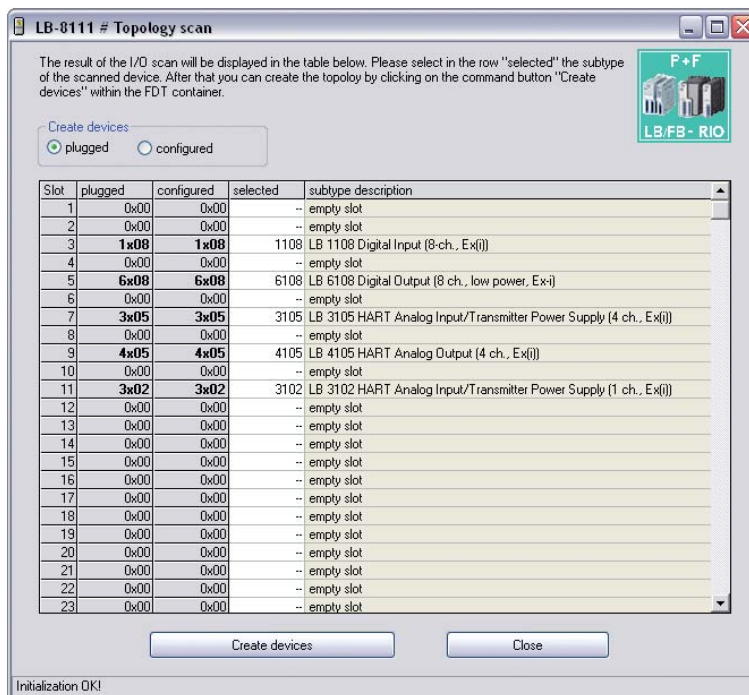 LB-8111 # Topology scan
The result of the I/O scan will be displayed in the table below. Please select in the row "selected" the subtype
of the scanned device. After that you can create the topoloy by clicking on the command button "Create
devices" within the FDT container.
P+F
LB/FB - RIO
Create devices
plugged configured
Slot plugged configured selected subtype description
1 0x00 0x00 -- empty slot
2 0x00 0x00 -- empty slot
3 1x08 1x08 1108 LB 1108 Digital Input (8-ch., Ex(i))
4 0x00 0x00 -- empty slot
5 6x08 6x08 6108 LB 6108 Digital Output (8 ch., low power, Ex-i)
6 0x00 0x00 -- empty slot
7 3x05 3x05 3105 LB 3105 HART Analog Input/Transmitter Power Supply (4 ch., Ex(i))
8 0x00 0x00 -- empty slot
9 4x05 4x05 4105 LB 4105 HART Analog Output (4 ch., Ex(i))
10 0x00 0x00 -- empty slot
11 3x02 3x02 3102 LB 3102 HART Analog Input/Transmitter Power Supply (1 ch., Ex(i))
12 0x00 0x00 -- empty slot
13 0x00 0x00 -- empty slot
14 0x00 0x00 -- empty slot
15 0x00 0x00 -- empty slot
16 0x00 0x00 -- empty slot
17 0x00 0x00 -- empty slot
18 0x00 0x00 -- empty slot
19 0x00 0x00 -- empty slot
20 0x00 0x00 -- empty slot
21 0x00 0x00 -- empty slot
22 0x00 0x00 -- empty slot
23 0x00 0x00 -- empty slot
Create devices Close
Initialization OK!